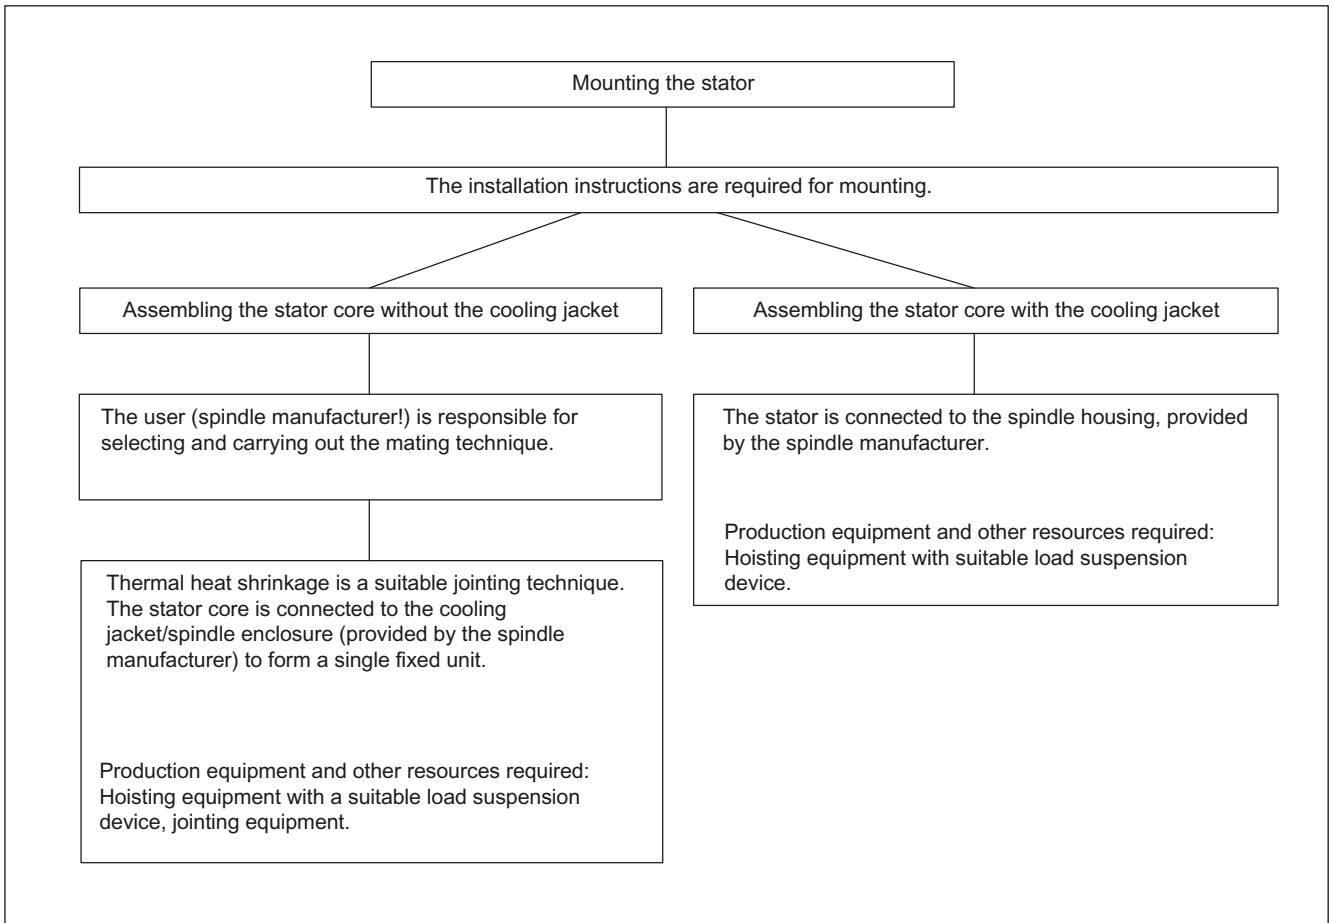 Mounting the stator
The installation instructions are required for mounting.
Assembling the stator core without the cooling jacket
The user (spindle manufacturer!) is responsible for
selecting and carrying out the mating technique.
Thermal heat shrinkage is a suitable jointing technique.
The stator core is connected to the cooling
jacket/spindle enclosure (provided by the spindle
manufacturer) to form a single fixed unit.
Production equipment and other resources required:
Hoisting equipment with a suitable load suspension
device, jointing equipment.
Assembling the stator core with the cooling jacket
The stator is connected to the spindle housing, provided
by the spindle manufacturer.
Production equipment and other resources required:
Hoisting equipment with suitable load suspension
device.